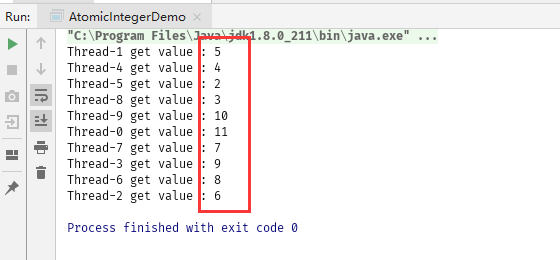 Run: AtomicIntegerDemo ×
"C:\Program Files\Java\jdk1.8.0_211\bin\java.exe" ...
Thread-1 get value : 5
Thread-4 get value : 4
Thread-5 get value : 2
Thread-8 get value : 3
Thread-9 get value : 10
Thread-0 get value : 11
Thread-7 get value : 7
Thread-3 get value : 9
Thread-6 get value : 8
Thread-2 get value : 6
Process finished with exit code 0